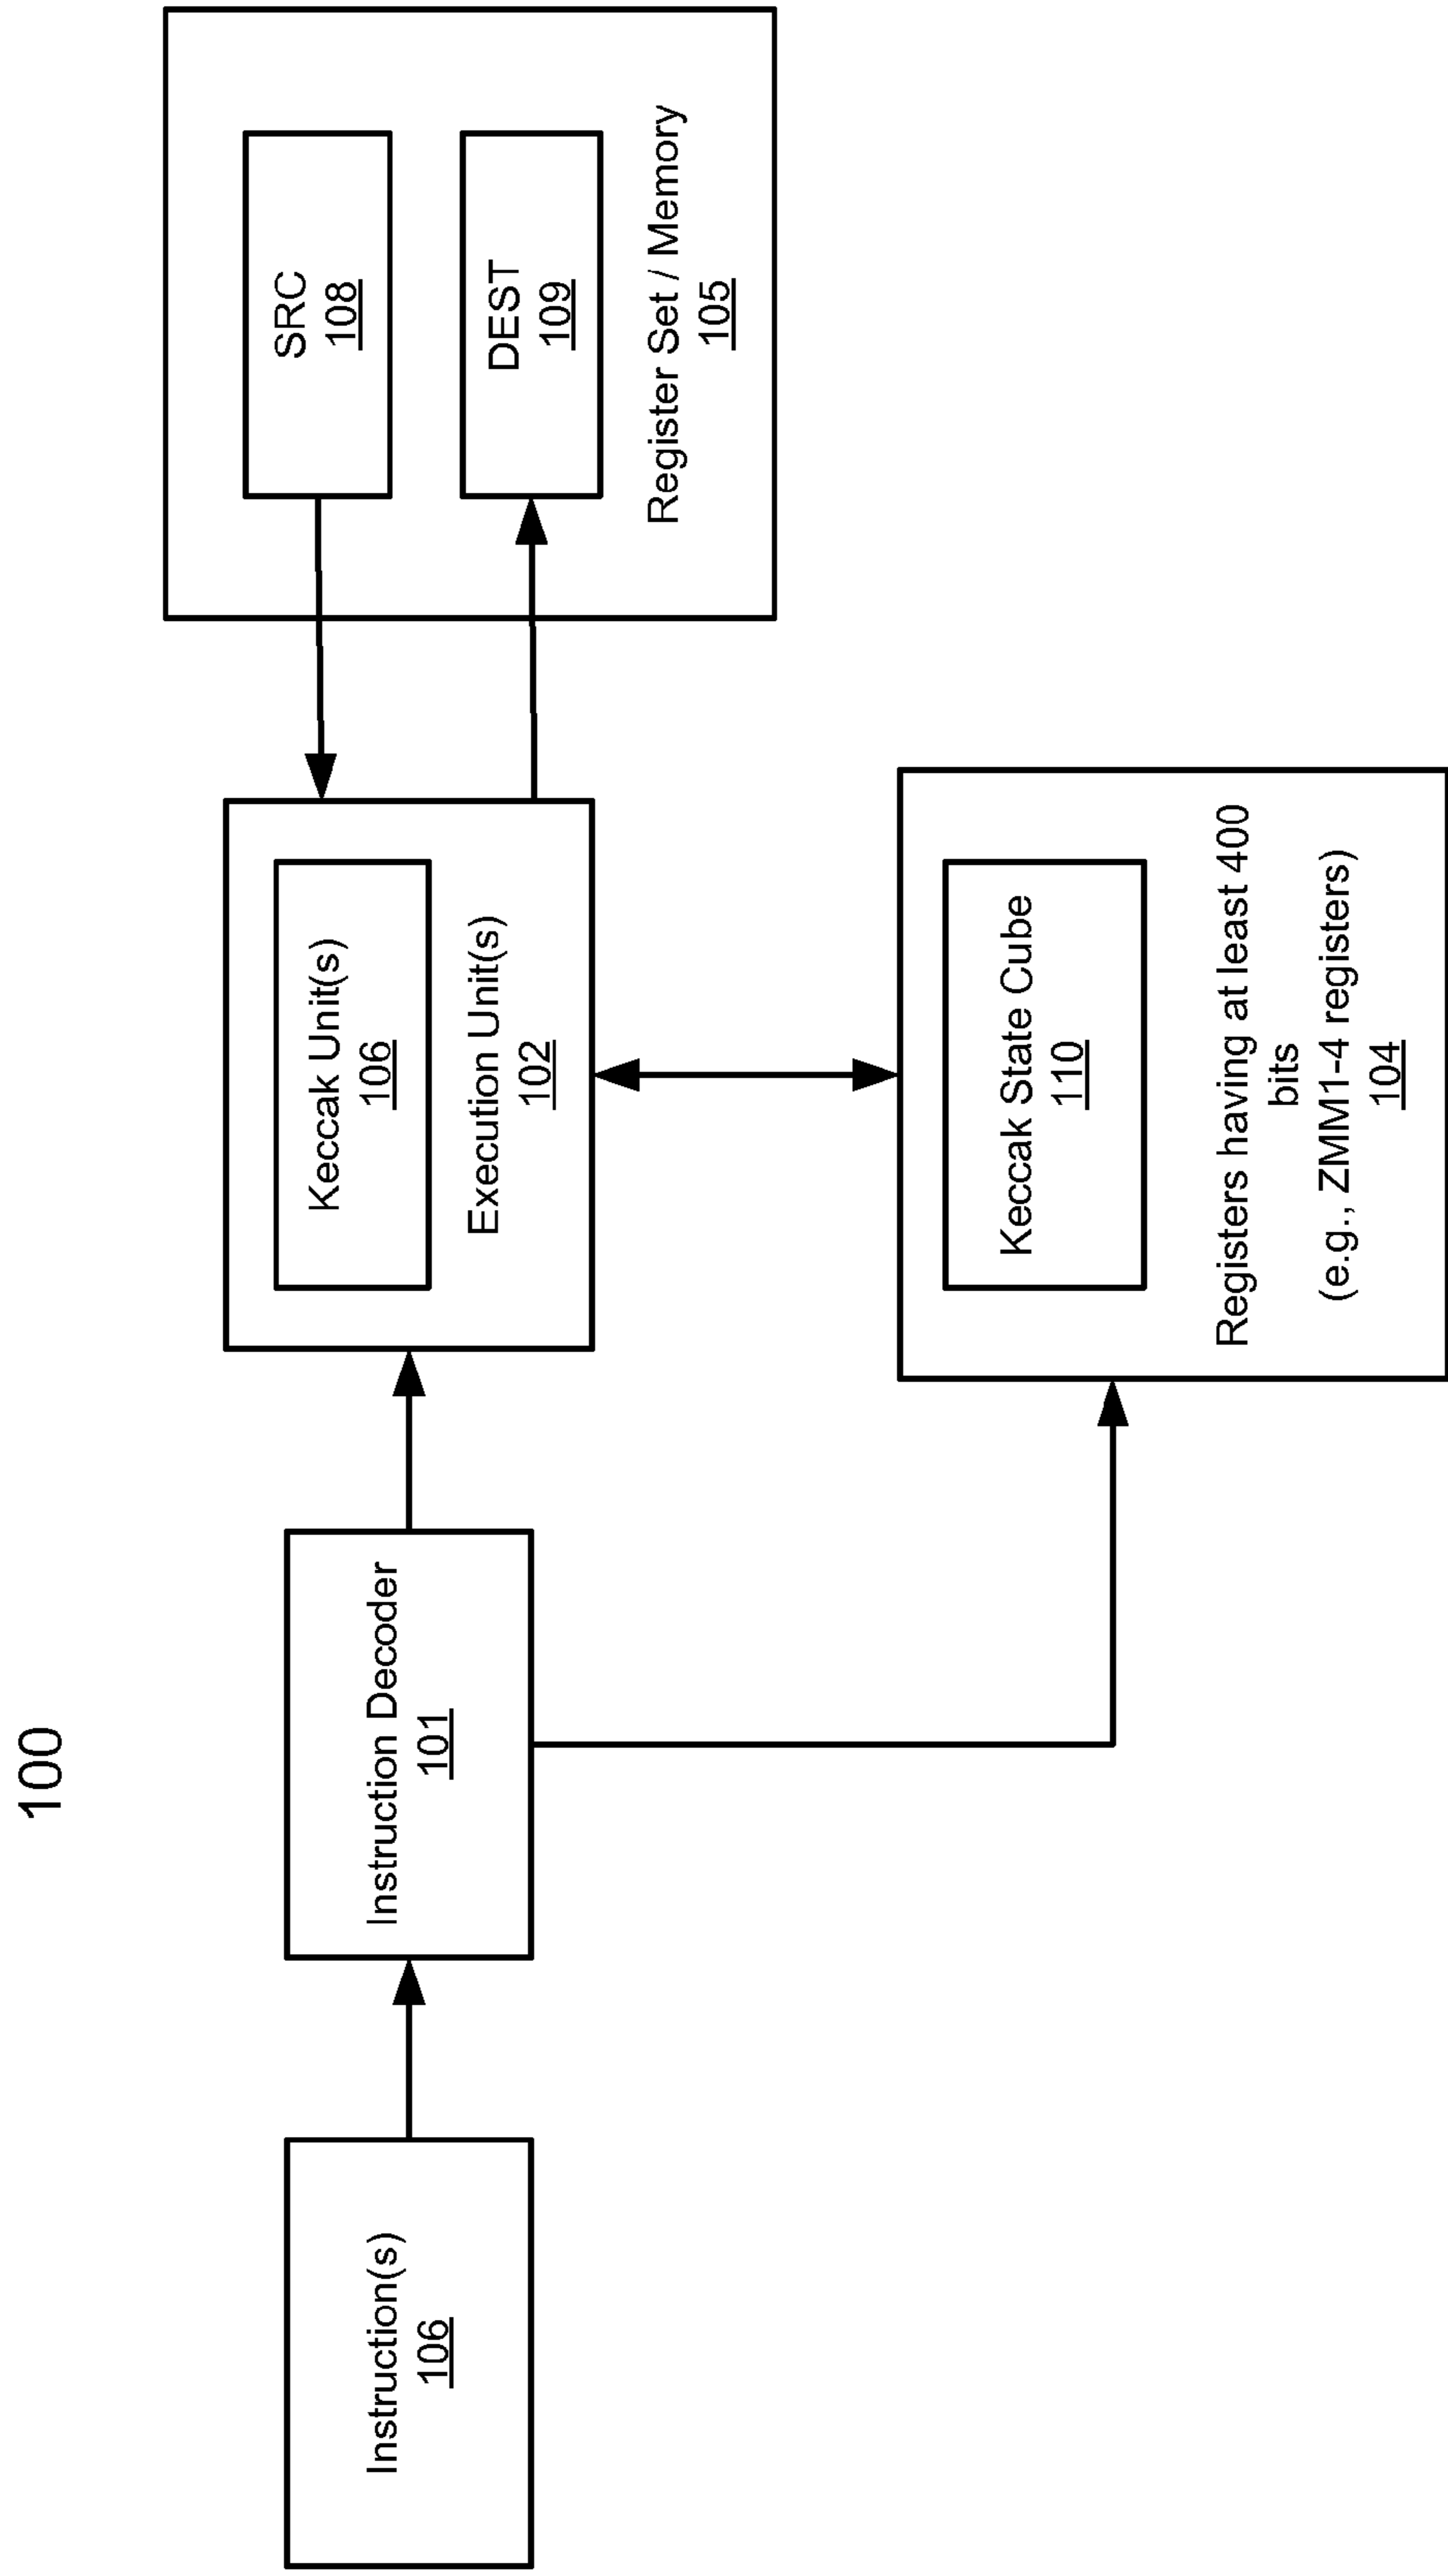 100
Instruction(s)
106
Instruction Decoder
101
Keccak Unit(s)
106
Execution Unit(s)
102
SRC
108
DEST
109
Register Set / Memory
105
Keccak State Cube
110
Registers having at least 400
bits
(e.g., ZMM1-4 registers)
104